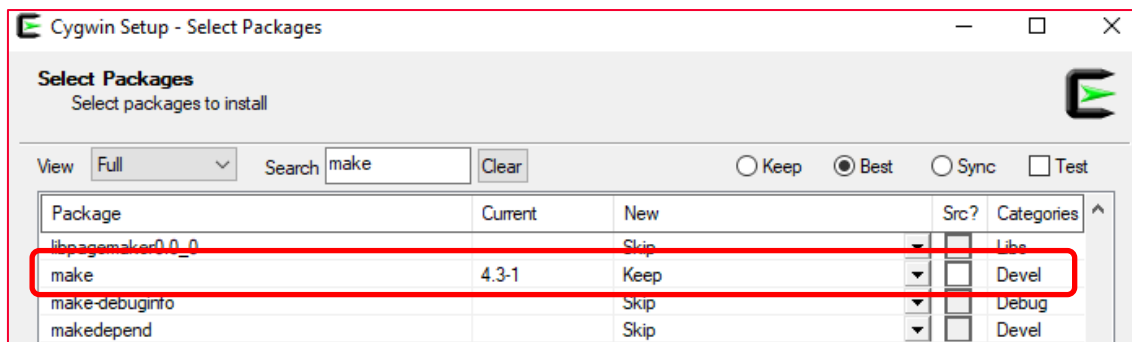 Cygwin Setup - Select Packages
Select Packages
Select packages to install
View Full Search make Clear Keep Best Sync Test
Package Current New Src? Categories
libpagemaker0.0_0 Skip Libs
make 4.3-1 Keep Devel
make-debuginfo Skip Debug
makedepend Skip Devel